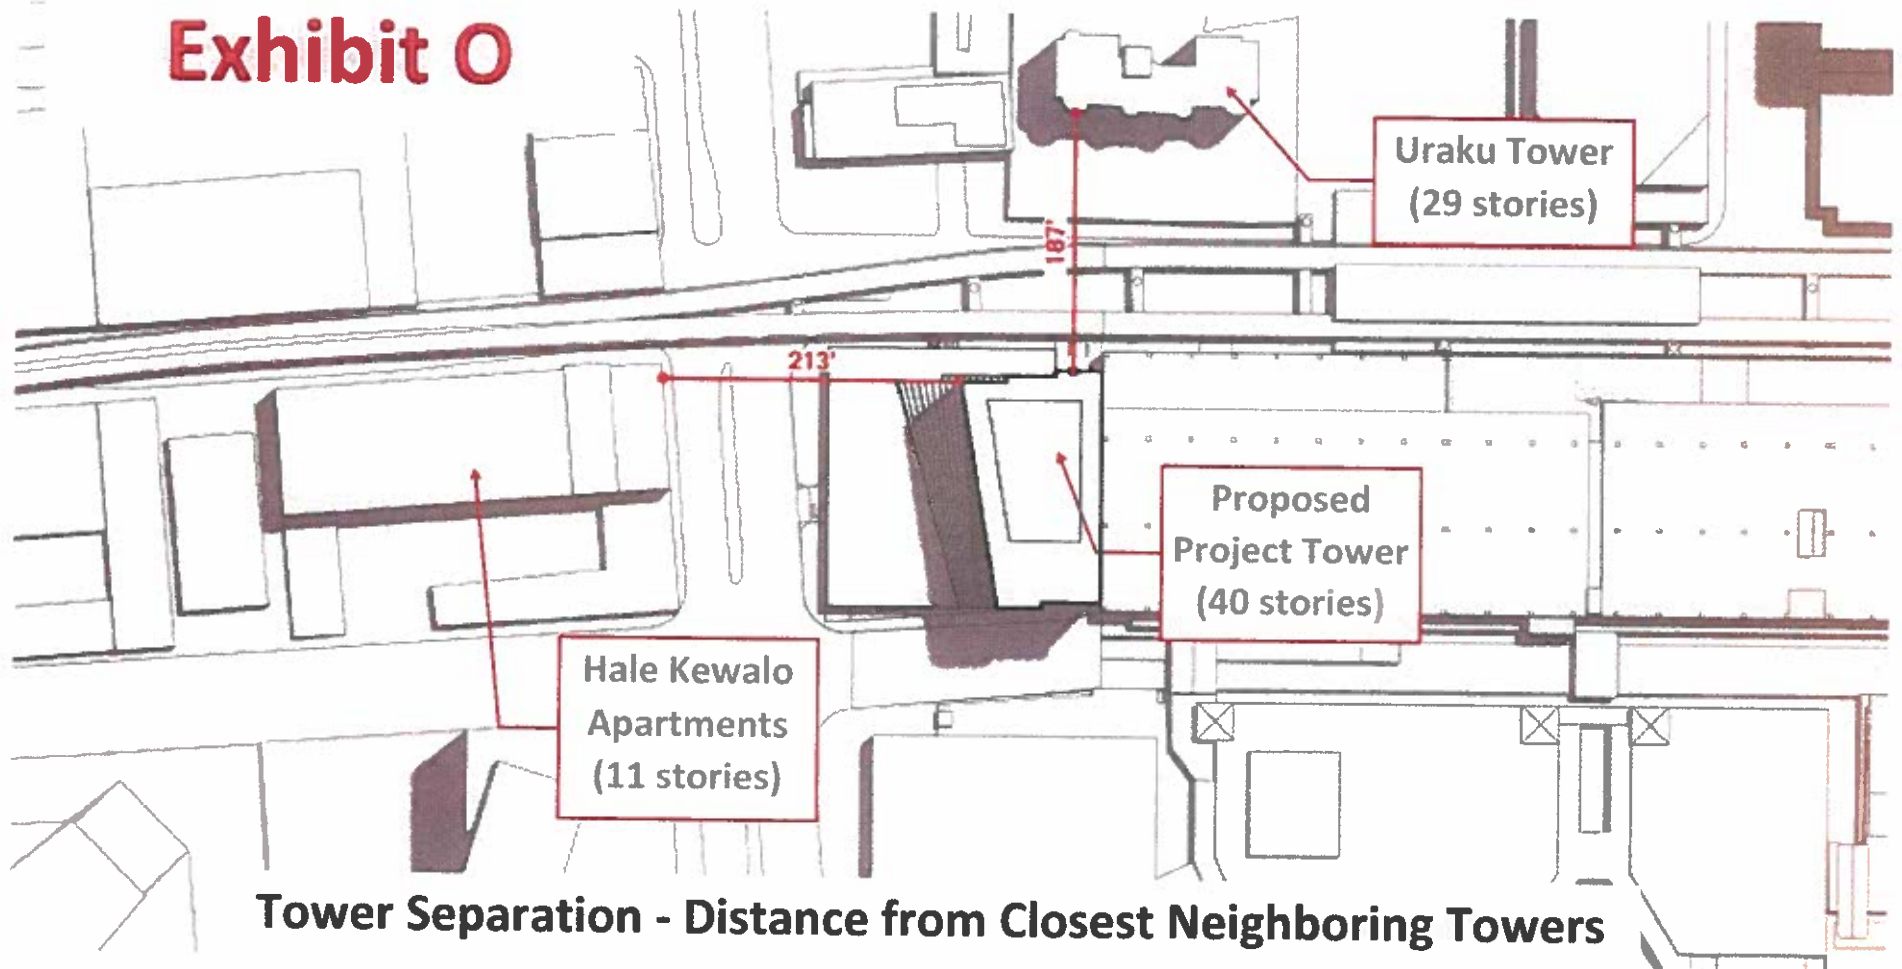 Exhibit O
Uraku Tower
(29 stories)
187'
213'
Proposed
Project Tower
(40 stories)
Hale Kewalo
Apartments
(11 stories)
Tower Separation - Distance from Closest Neighboring Towers